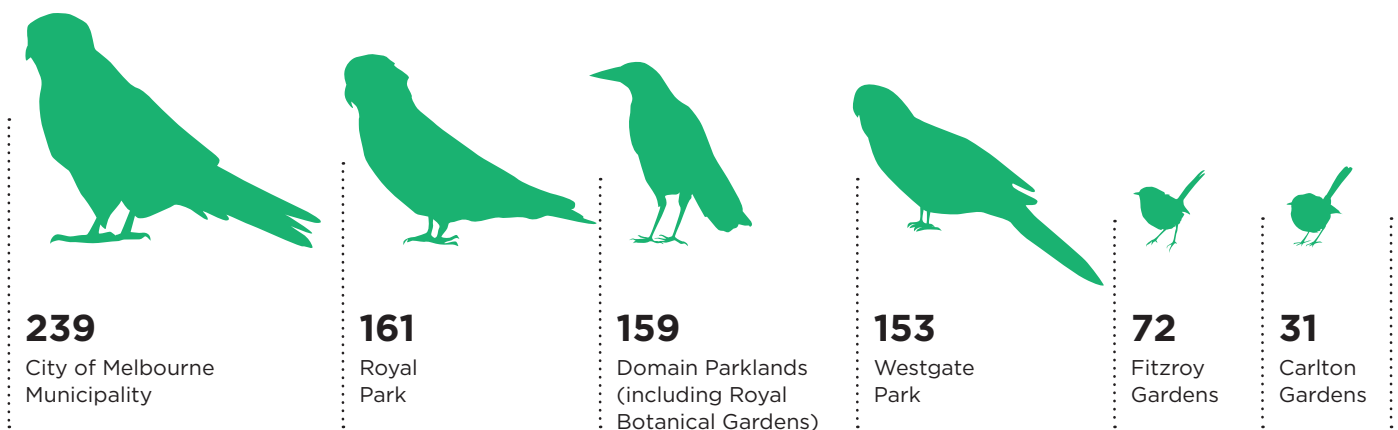 239
City of Melbourne
Municipality
161
Royal
Park
159
Domain Parklands
(including Royal
Botanical Gardens)
153
Westgate
Park
72
Fitzroy
Gardens
31
Carlton
Gardens